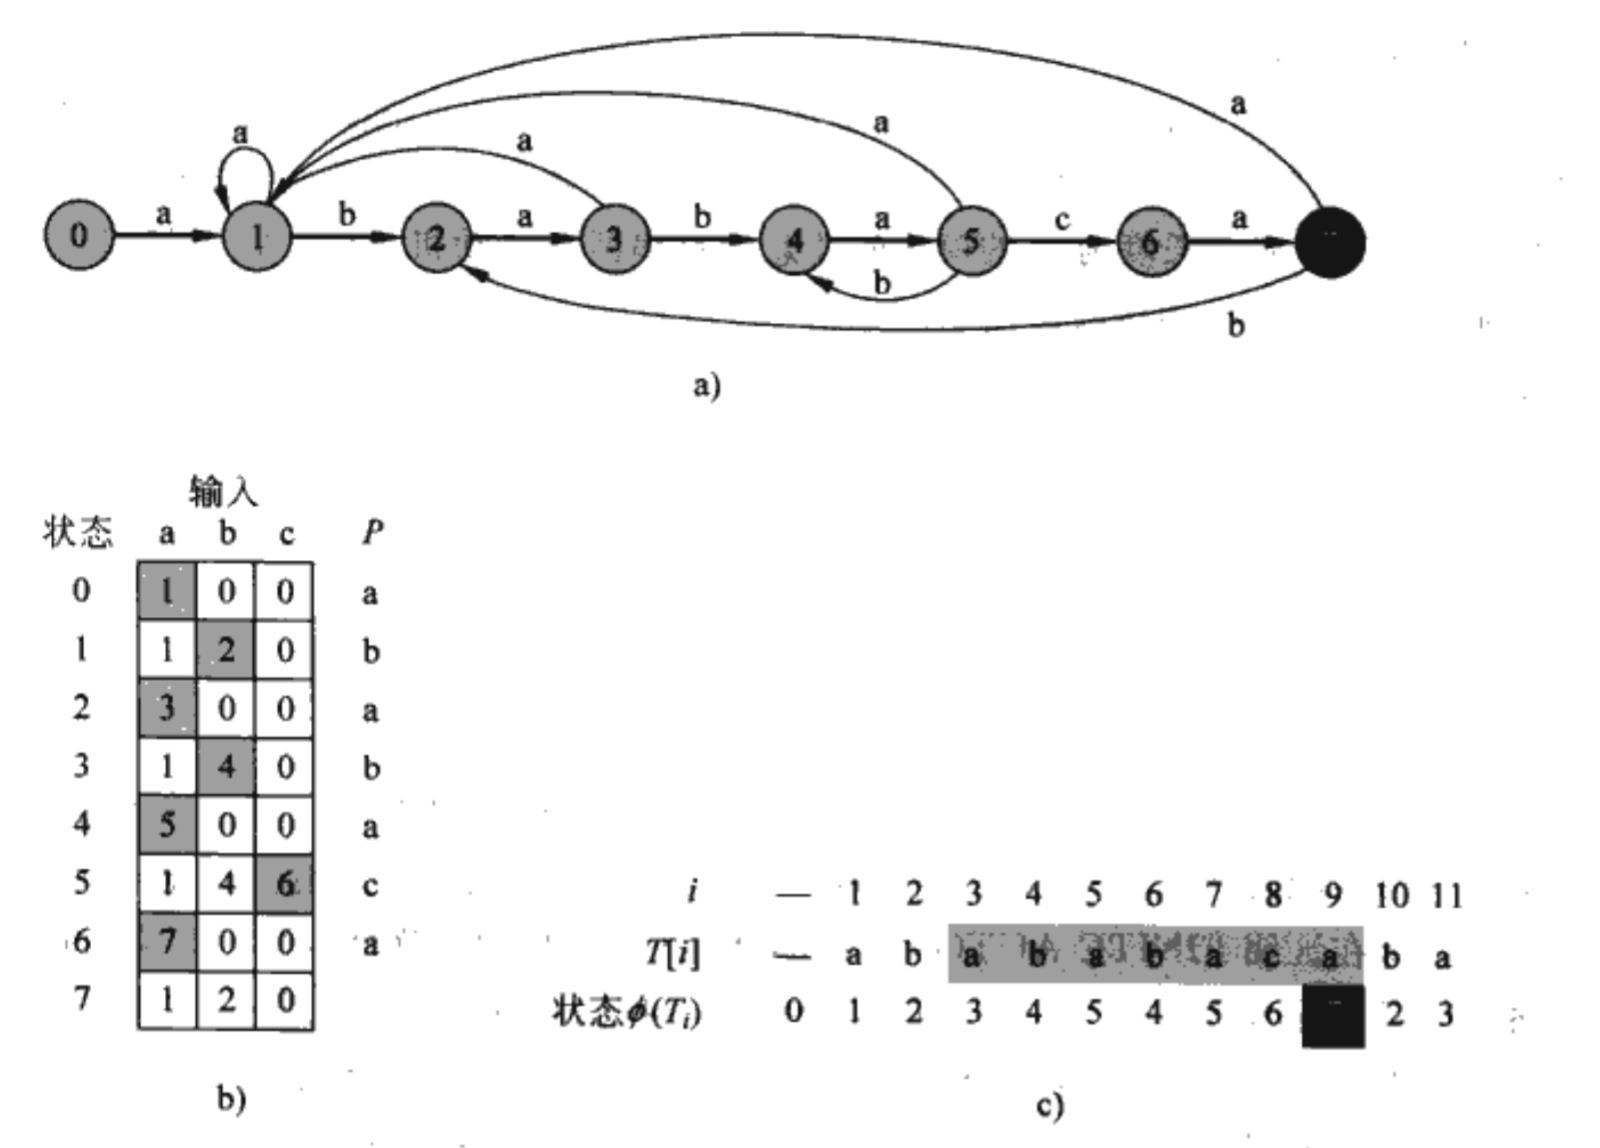 a
a
a
a
0 a 1 b 2 a 3 b 4 a 5 c 6 a
b
b
a)
输入
状态 a b c P
0 1 0 0 a
1 1 2 0 b
2 3 0 0 a
3 1 4 0 b
4 5 0 0 a
5 1 4 6 c
6 7 0 0 a
7 1 2 0
b)
i — 1 2 3 4 5 6 7 8 9 10 11
T[i] — a b a b a b a c a b a
状态ϕ(Ti) 0 1 2 3 4 5 4 5 6 2 3
c)